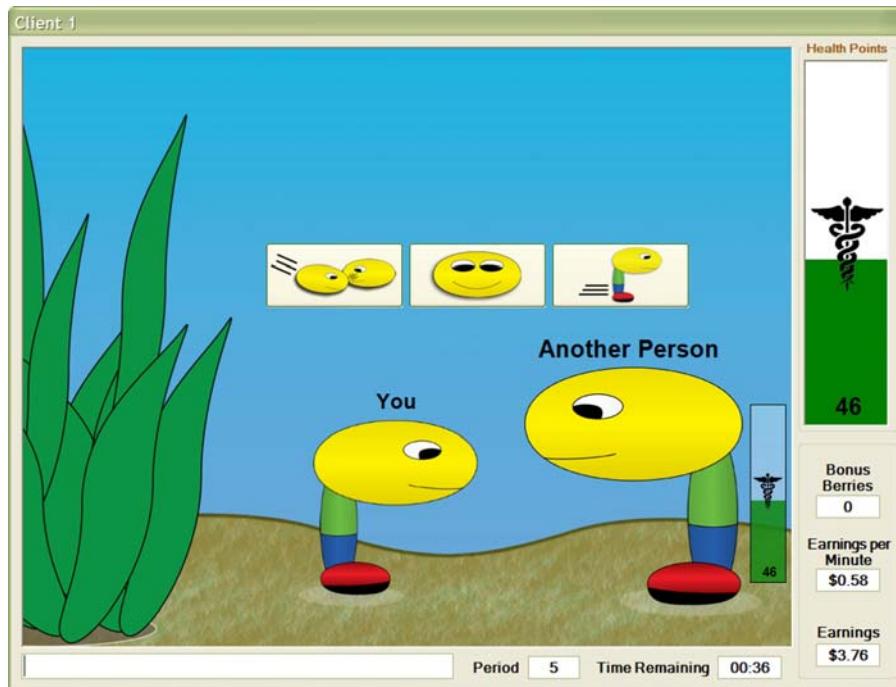 Client 1
Health Points
46
Another Person
You
46
Bonus
Berries
0
Earnings per
Minute
$0.58
Earnings
$3.76
Period 5 Time Remaining 00:36